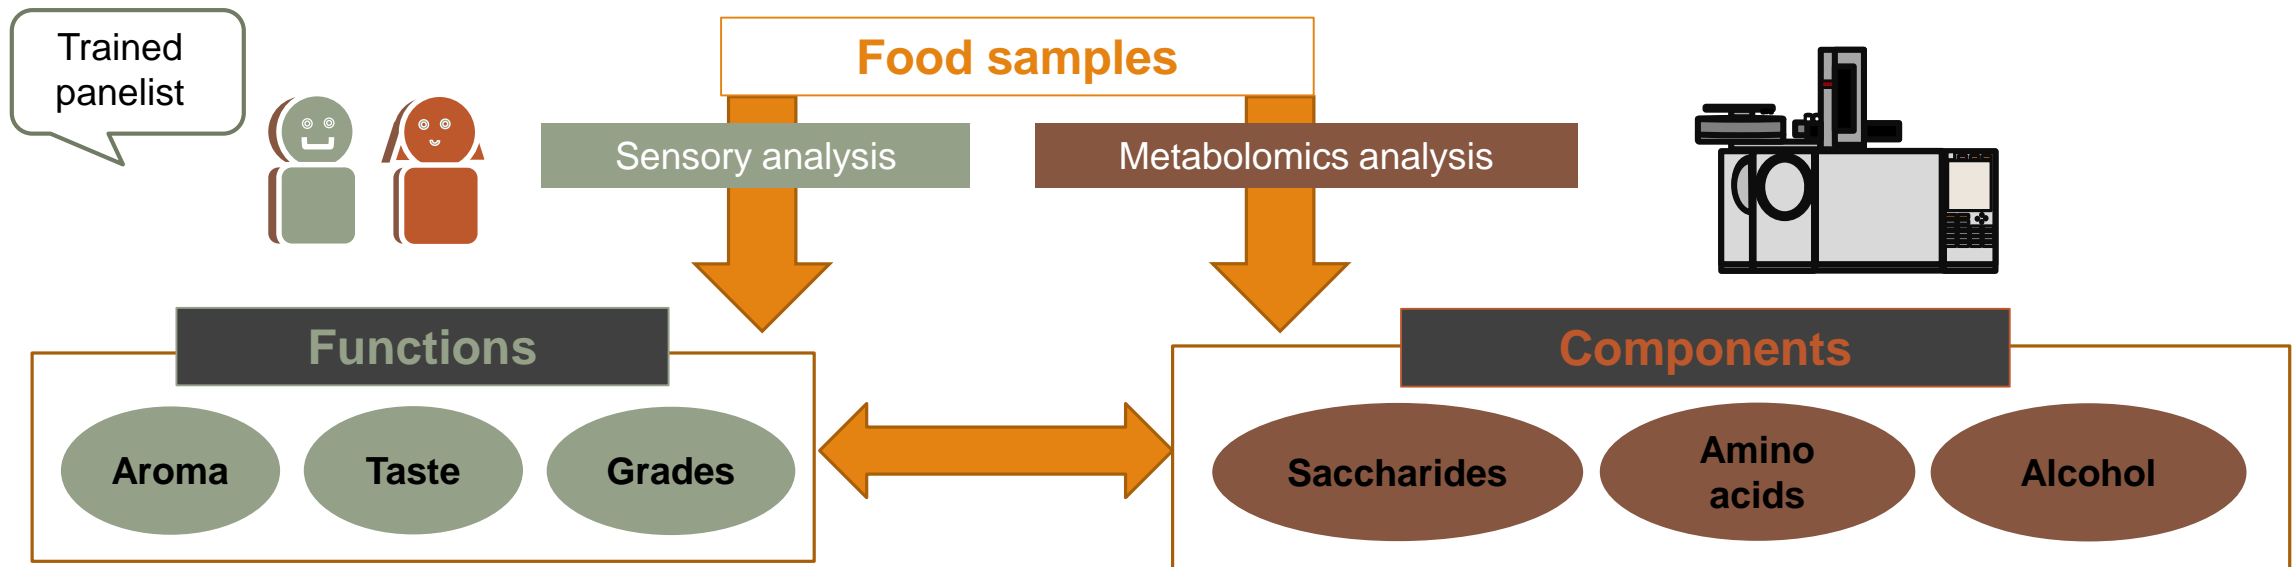 Trained
panelist
Food samples
Sensory analysis
Metabolomics analysis
Functions
Components
Aroma
Taste
Grades
Saccharides
Amino
acids
Alcohol